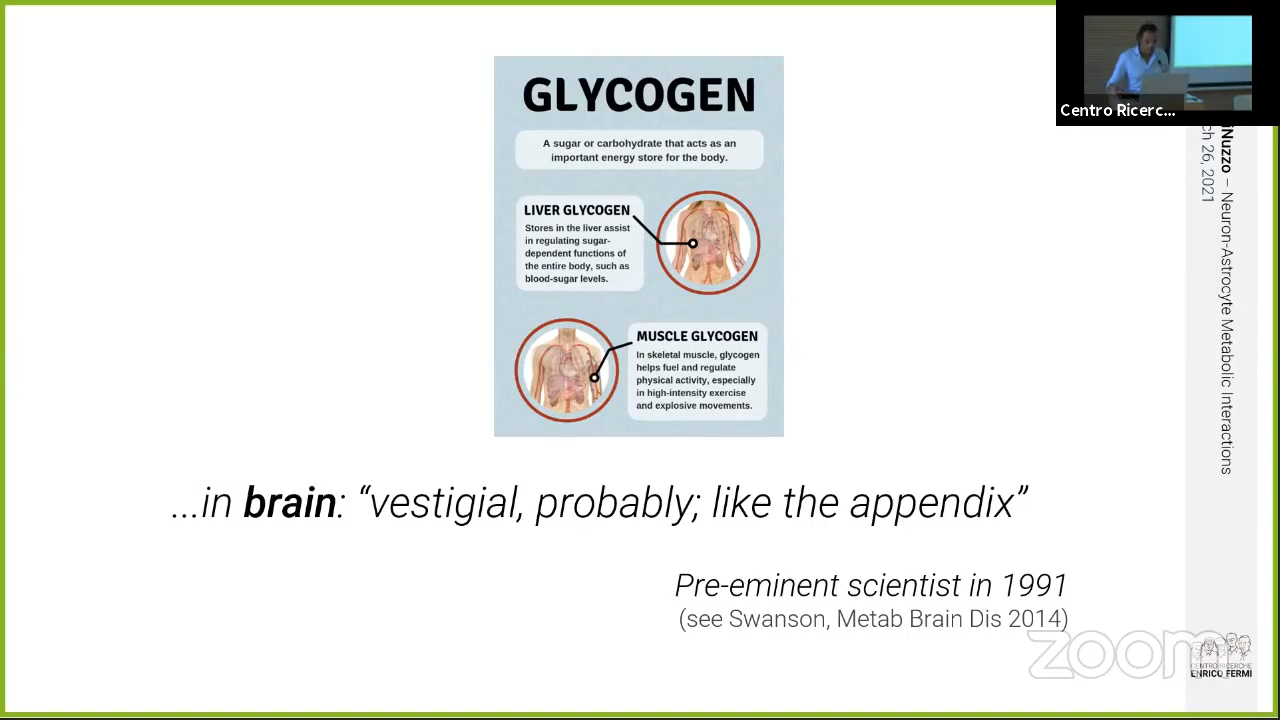 GLYCOGEN
A sugar or carbohydrate that acts as an
important energy store for the body.
LIVER GLYCOGEN
Stores in the liver assist
in regulating sugar-
dependent functions of
the entire body, such as
blood-sugar levels.
MUSCLE GLYCOGEN
In skeletal muscle, glycogen
helps fuel and regulate
physical activity, especially
in high-intensity exercise
and explosive movements.
...in brain: “vestigial, probably; like the appendix”
Pre-eminent scientist in 1991
(see Swanson, Metab Brain Dis 2014)
Centro Ricerc...
iNuzzo – Neuron-Astrocyte Metabolic Interactions
ch 26, 2021
zoom
CENTRO RICERCHE
ENRICO FERMI